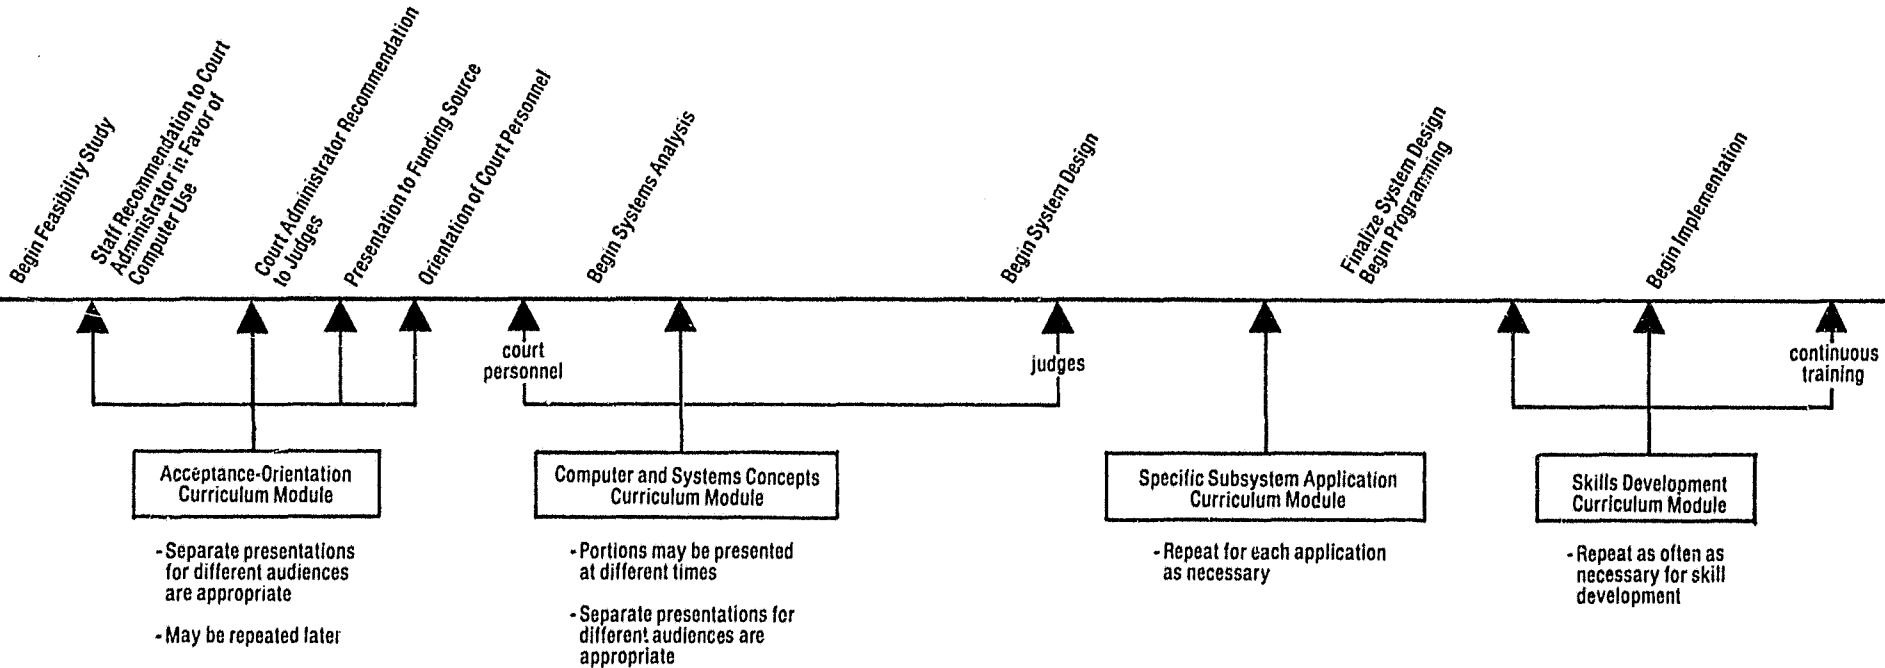 Begin Feasibility Study
Staff Recommendation to Court
Administrator in Favor of
Computer Use
Court Administrator Recommendation
to Judges
Presentation to Funding Source
Orientation of Court Personnel
Begin Systems Analysis
Begin System Design
Finalize System Design
Begin Programming
Begin Implementation
court
personnel
judges
continuous
training
Acceptance-Orientation
Curriculum Module
- Separate presentations
for different audiences
are appropriate
- May be repeated later
Computer and Systems Concepts
Curriculum Module
- Portions may be presented
at different times
- Separate presentations for
different audiences are
appropriate
Specific Subsystem Application
Curriculum Module
- Repeat for each application
as necessary
Skills Development
Curriculum Module
- Repeat as often as
necessary for skill
development